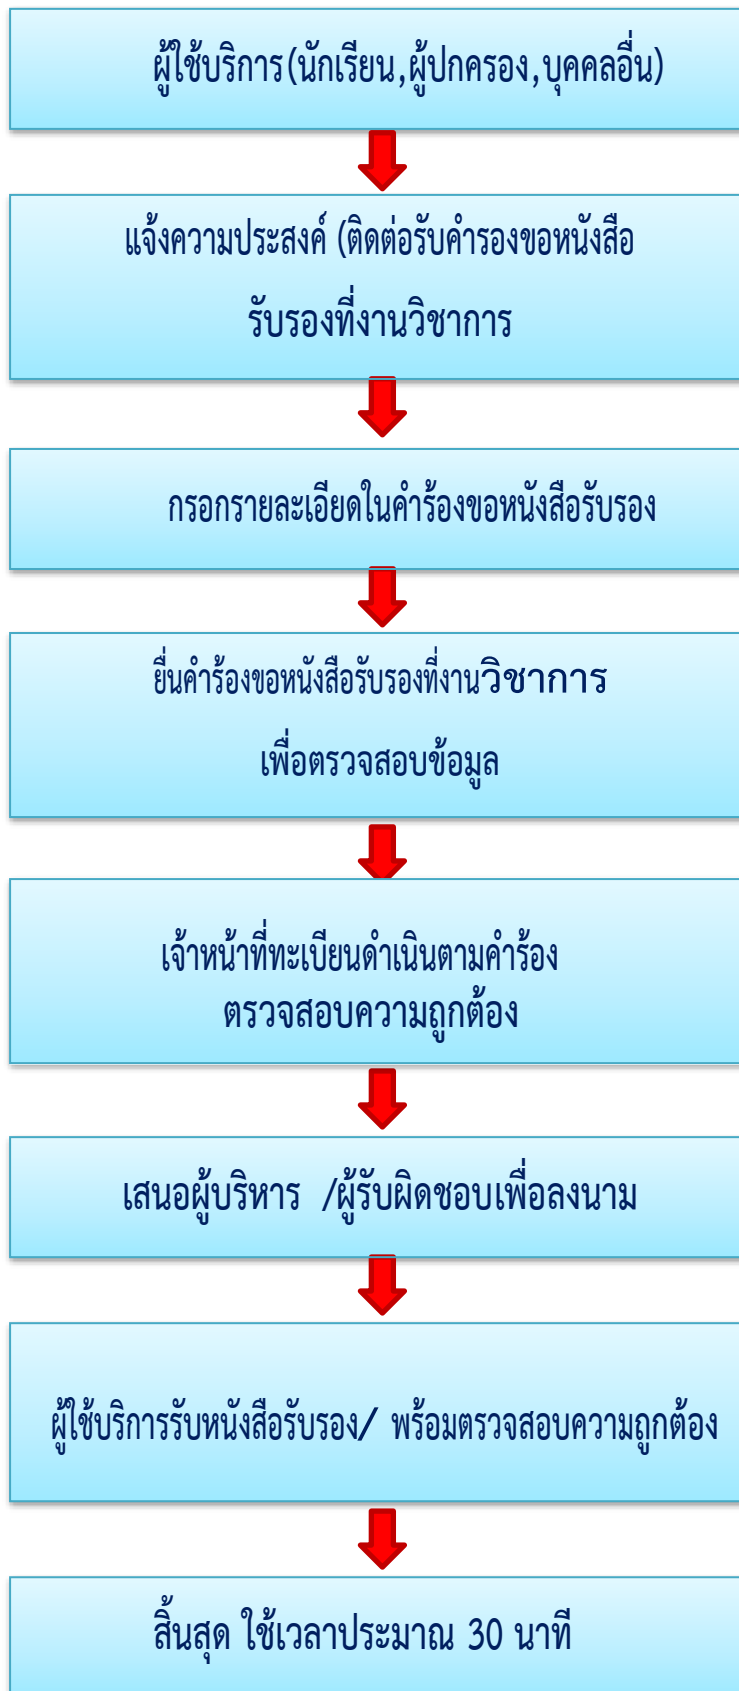 ผู้ใช้บริการ(นักเรียน,ผู้ปกครอง,บุคคลอื่น)
แจ้งความประสงค์ (ติดต่อรับคำรองขอหนังสือ
รับรองที่งานวิชาการ
กรอกรายละเอียดในคำร้องขอหนังสือรับรอง
ยื่นคำร้องขอหนังสือรับรองที่งานวิชาการ
เพื่อตรวจสอบข้อมูล
เจ้าหน้าที่ทะเบียนดำเนินตามคำร้อง
ตรวจสอบความถูกต้อง
เสนอผู้บริหาร /ผู้รับผิดชอบเพื่อลงนาม
ผู้ใช้บริการรับหนังสือรับรอง/ พร้อมตรวจสอบความถูกต้อง
สิ้นสุด ใช้เวลาประมาณ 30 นาที